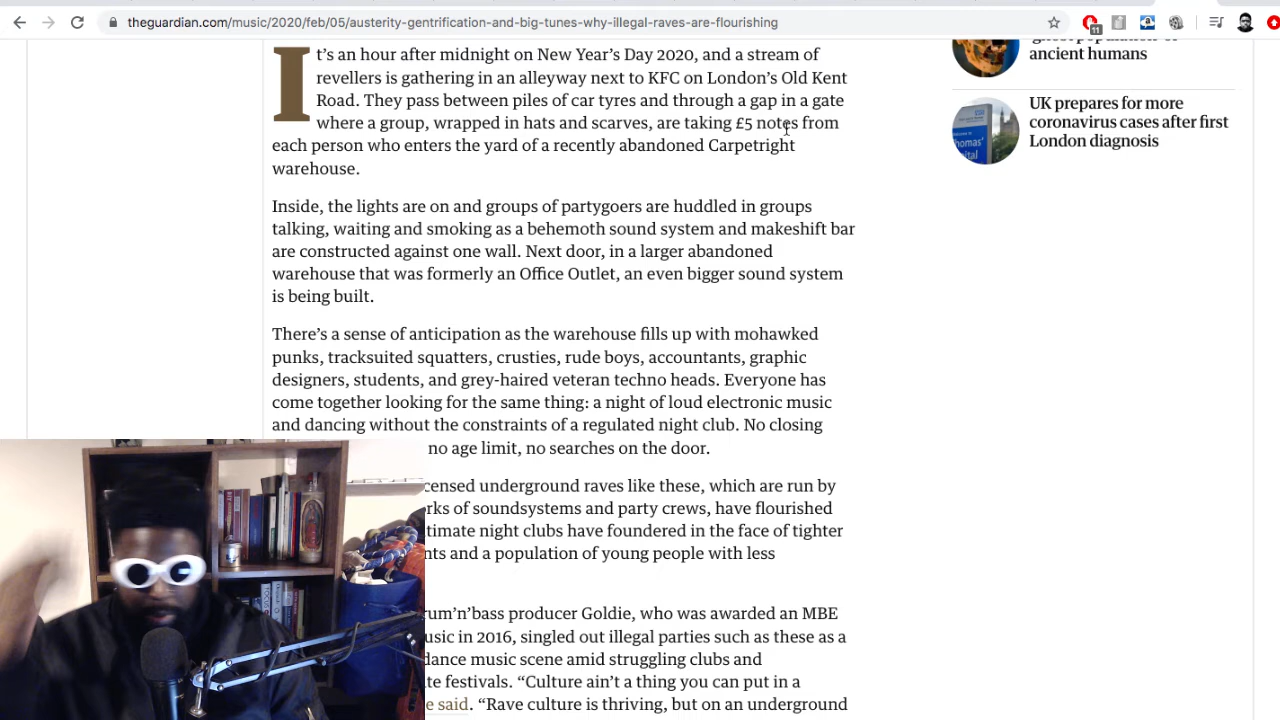 theguardian.com/music/2020/feb/05/austerity-gentrification-and-big-tunes-why-illegal-raves-are-flourishing
11
It's an hour after midnight on New Year's Day 2020, and a stream of
revellers is gathering in an alleyway next to KFC on London's Old Kent
Road. They pass between piles of car tyres and through a gap in a gate
where a group, wrapped in hats and scarves, are taking £5 notes from
each person who enters the yard of a recently abandoned Carpetright
warehouse.
Inside, the lights are on and groups of partygoers are huddled in groups
talking, waiting and smoking as a behemoth sound system and makeshift bar
are constructed against one wall. Next door, in a larger abandoned
warehouse that was formerly an Office Outlet, an even bigger sound system
is being built.
There's a sense of anticipation as the warehouse fills up with mohawked
punks, tracksuited squatters, crusties, rude boys, accountants, graphic
designers, students, and grey-haired veteran techno heads. Everyone has
come together looking for the same thing: a night of loud electronic music
and dancing without the constraints of a regulated night club. No closing
no age limit, no searches on the door.
censed underground raves like these, which are run by
rks of soundsystems and party crews, have flourished
timate night clubs have foundered in the face of tighter
nts and a population of young people with less
um'n'bass producer Goldie, who was awarded an MBE
usic in 2016, singled out illegal parties such as these as a
dance music scene amid struggling clubs and
te festivals. “Culture ain't a thing you can put in a
e said. “Rave culture is thriving, but on an underground
ancient humans
UK prepares for more
coronavirus cases after first
London diagnosis